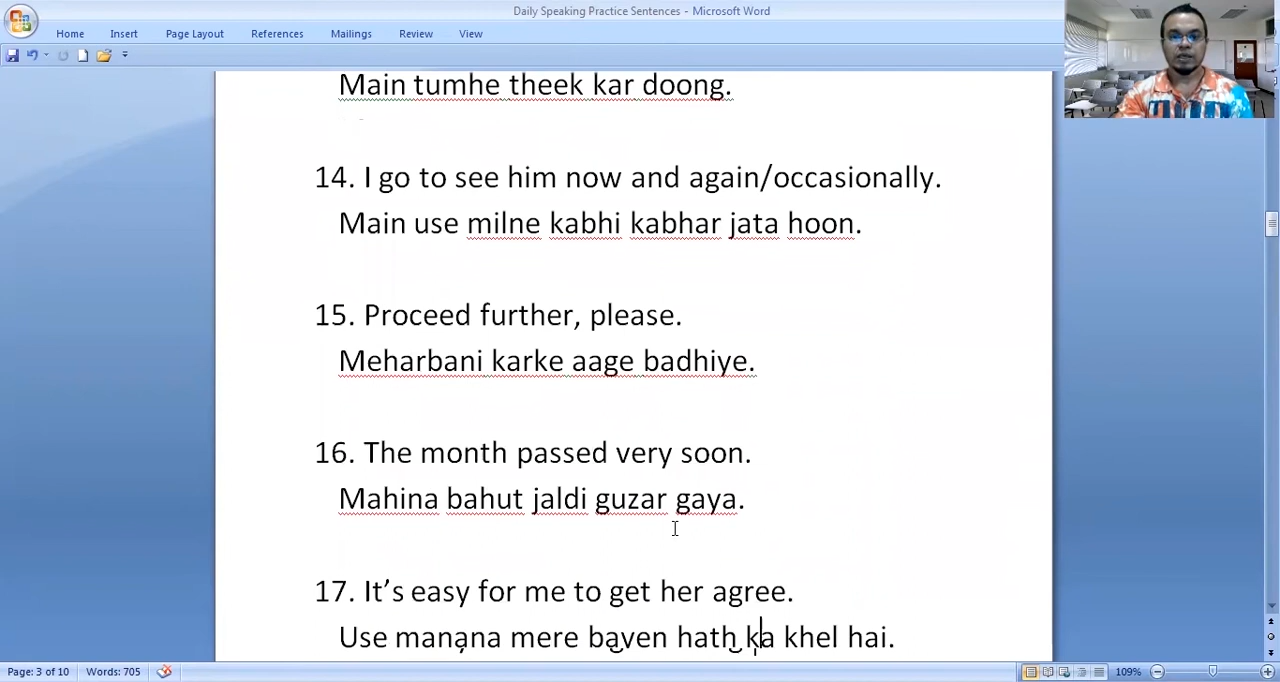 Daily Speaking Practice Sentences - Microsoft Word
Home Insert Page Layout References Mailings Review View
Main tumhe theek kar doong.
14. I go to see him now and again/occasionally.
Main use milne kabhi kabhar jata hoon.
15. Proceed further, please.
Meharbani karke aage badhiye.
16. The month passed very soon.
Mahina bahut jaldi guzar gaya.
17. It's easy for me to get her agree.
Use manana mere baven hath ka khel hai.
Page: 3 of 10 Words: 705 109%